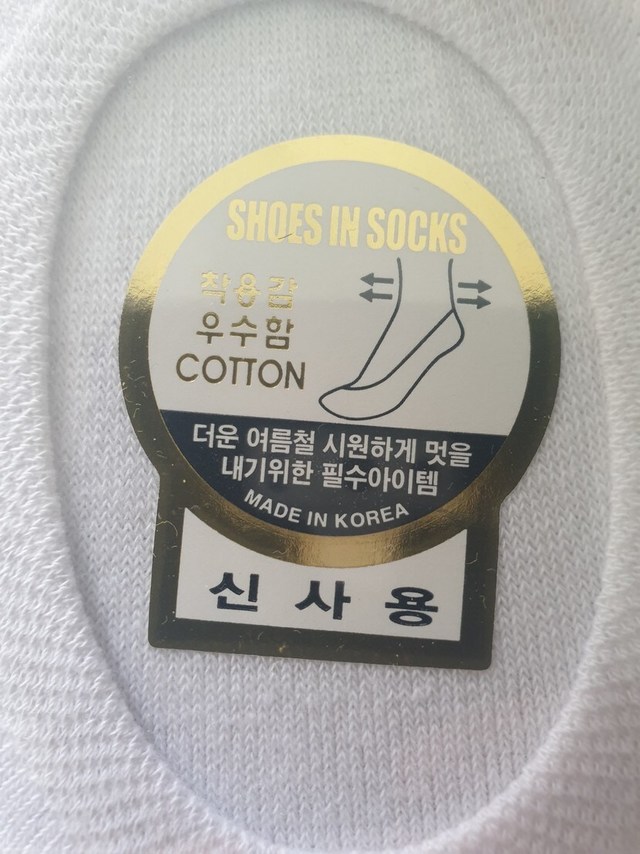 SHOES IN SOCKS
착용감
우수함
COTTON
더운 여름철 시원하게 멋을
내기위한 필수아이템
MADE IN KOREA
신사용